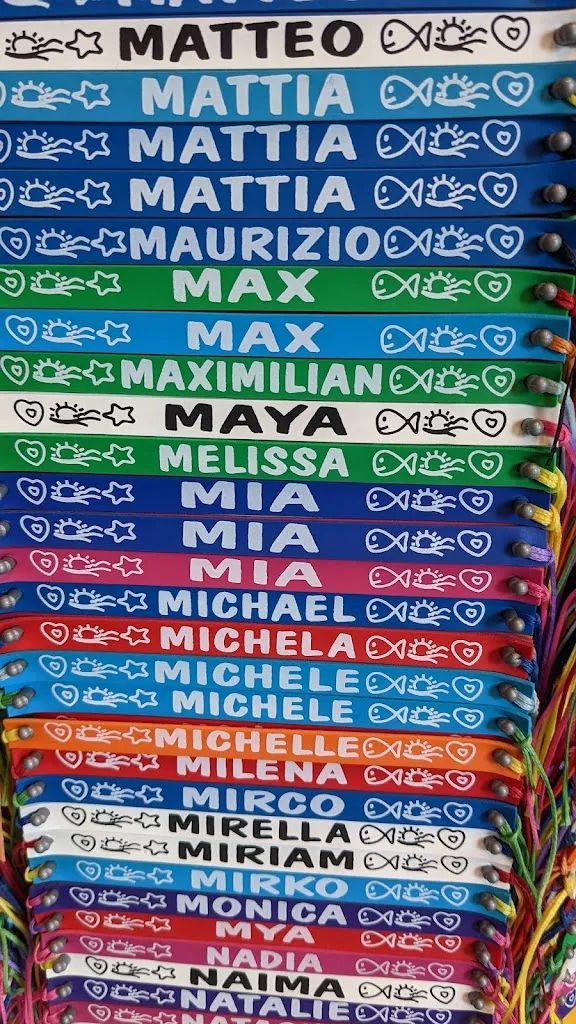 MATTEO
MATTIA
MATTIA
MATTIA
MAURIZIO
MAX
MAX
MAXIMILIAN
MAYA
MELISSA
MIA
MIA
MIA
MICHAEL
MICHELA
MICHELE
MICHELE
MICHELLE
MILENA
MIRCO
MIRELLA
MIRIAM
MIRKO
MONICA
MYA
NADIA
NAIMA
NATALIE